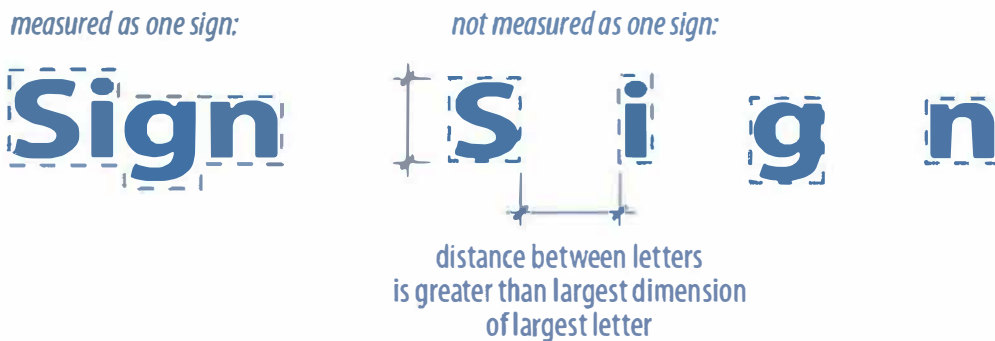 measured as one sign:
not measured as one sign:
Sign
S i g n
distance between letters
is greater than largest dimension
of largest letter